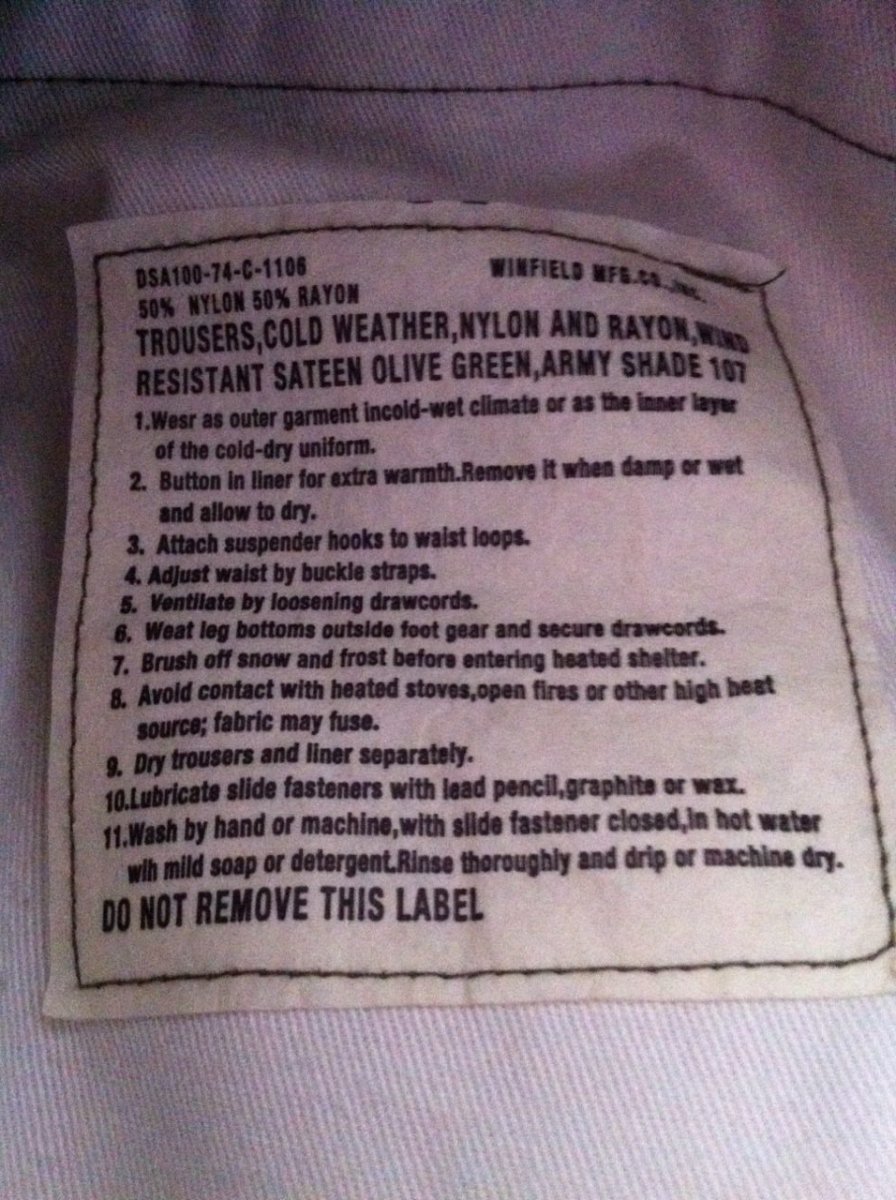 DSA100-74-C-1106 WINFIELD MFG.CO.,INC.
50% NYLON 50% RAYON
TROUSERS,COLD WEATHER,NYLON AND RAYON,WIND
RESISTANT SATEEN OLIVE GREEN,ARMY SHADE 107
1.Wesr as outer garment incold-wet climate or as the inner layer
of the cold-dry uniform.
2. Button in liner for extra warmth.Remove it when damp or wet
and allow to dry.
3. Attach suspender hooks to waist loops.
4. Adjust waist by buckle straps.
5. Ventilate by loosening drawcords.
6. Weat leg bottoms outside foot gear and secure drawcords.
7. Brush off snow and frost before entering heated shelter.
8. Avoid contact with heated stoves,open fires or other high heat
source; fabric may fuse.
9. Dry trousers and liner separately.
10.Lubricate slide fasteners with lead pencil,graphite or wax.
11.Wash by hand or machine,with slide fastener closed,in hot water
wih mild soap or detergent.Rinse thoroughly and drip or machine dry.
DO NOT REMOVE THIS LABEL